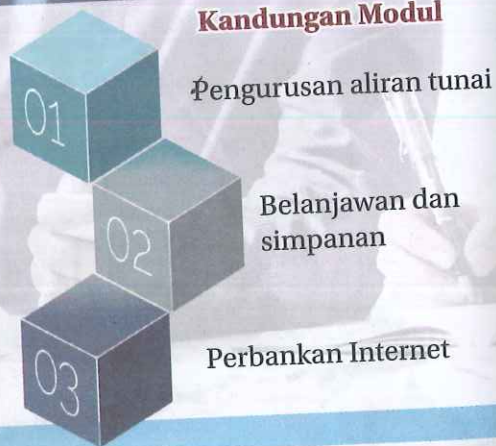 Kandungan Modul
01
Pengurusan aliran tunai
02
Belanjawan dan
simpanan
03
Perbankan Internet